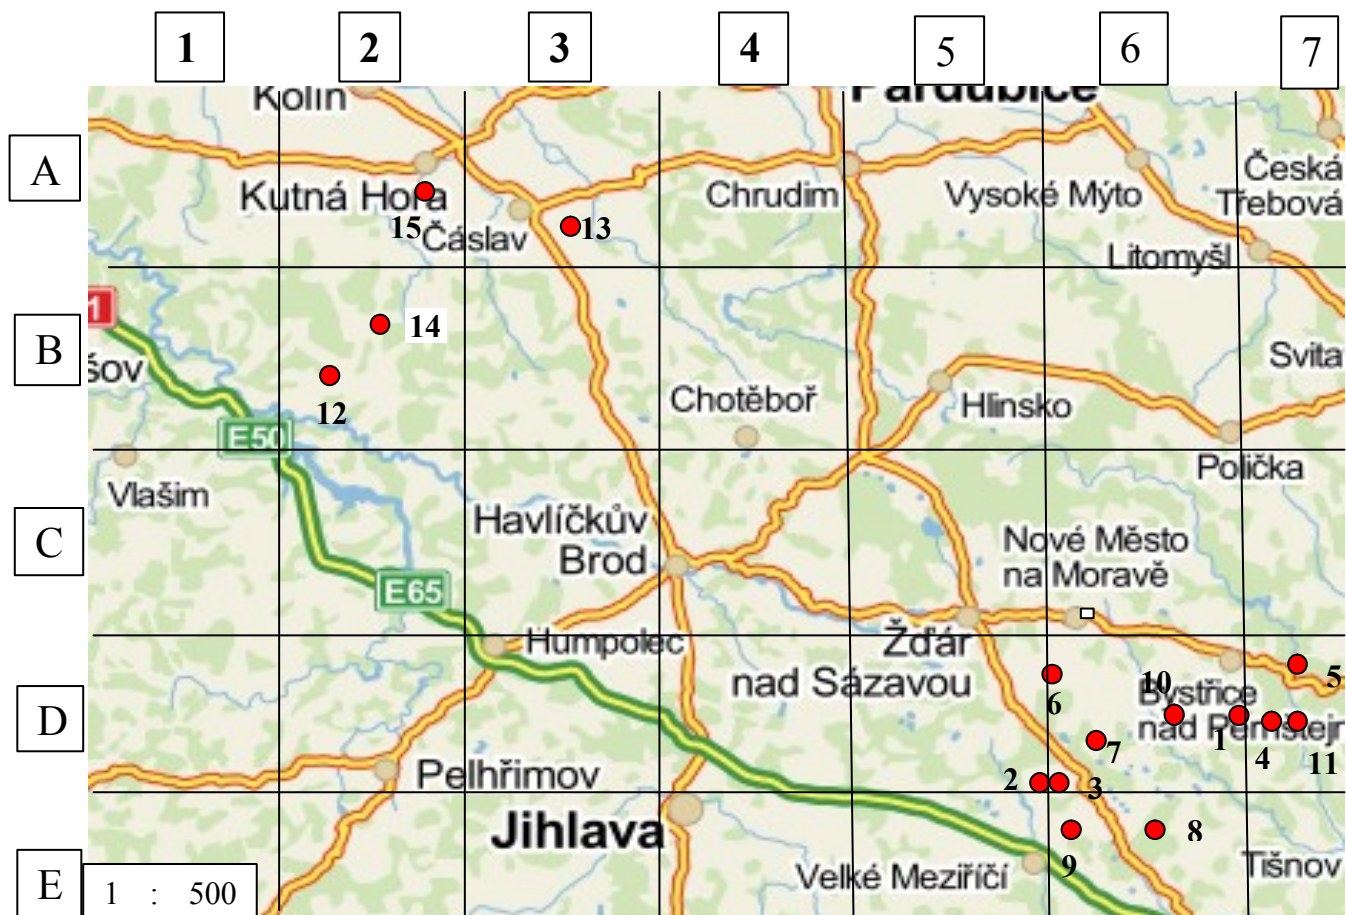 1 2 3 4 5 6 7
Kolín
Pardubice
A
Kutná Hora
15
Čáslav
13
Chrudim
Vysoké Mýto
Česká
Třebová
Litomyšl
1
B
šov
14
12
E50
Chotěboř
Hlinsko
Svita
Polička
Vlašim
C
Havlíčkův
Brod
E65
Nové Město
na Moravě
Humpolec
Žďár
nad Sázavou
D
6
10
Bystřice
nad Pernštejn
5
7
1
4
11
2
3
Pelhřimov
Jihlava
Velké Meziříčí
9
8
Tišnov
E
1 : 500